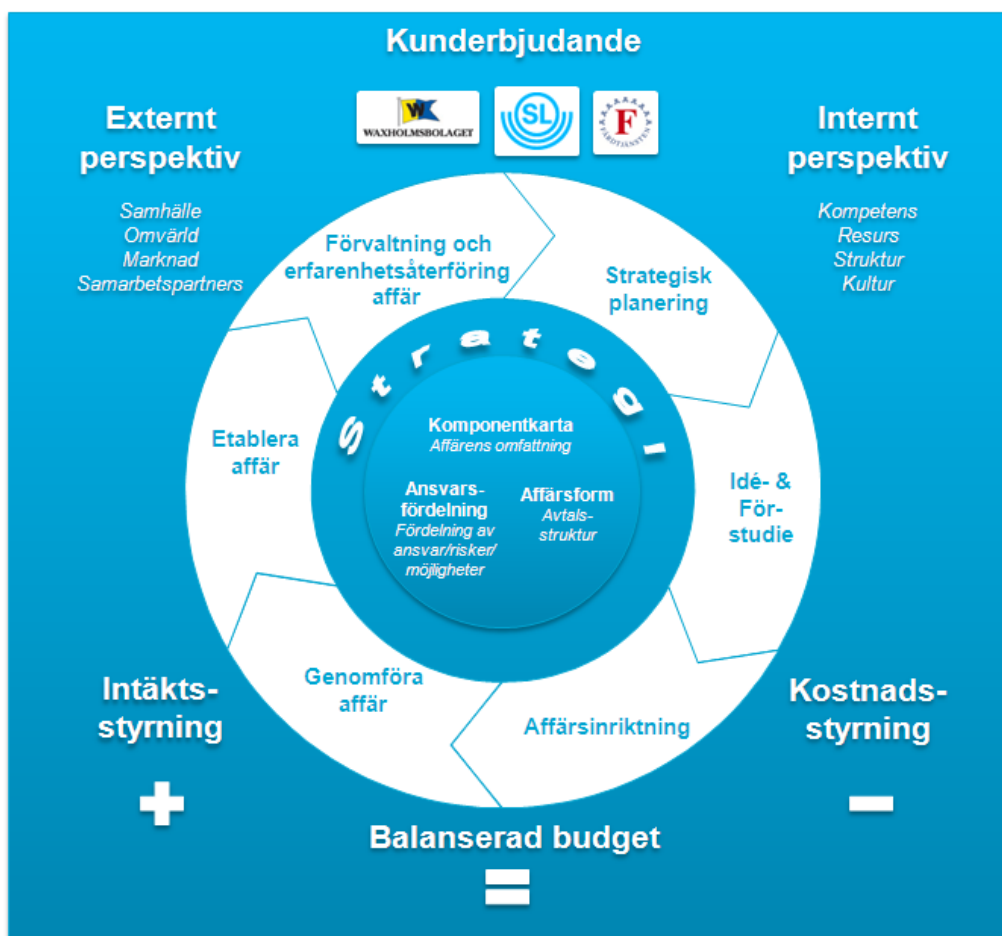 Kunderbjudande
WAXHOLMSBOLAGET
SL
F
FÄRDTJÄNSTEN
Externt
perspektiv
Samhälle
Omvärld
Marknad
Samarbetspartners
Internt
perspektiv
Kompetens
Resurs
Struktur
Kultur
Förvaltning och
erfarenhetsåterföring
affär
Strategisk
planering
Idé- &
För-
studie
Affärsinriktning
Genomföra
affär
Etablera
affär
Strategi
Komponentkarta
Affärens omfattning
Ansvars-
fördelning
Fördelning av
ansvar/risker/
möjligheter
Affärsform
Avtals-
struktur
Intäkts-
styrning
+
Kostnads-
styrning
–
Balanserad budget
=